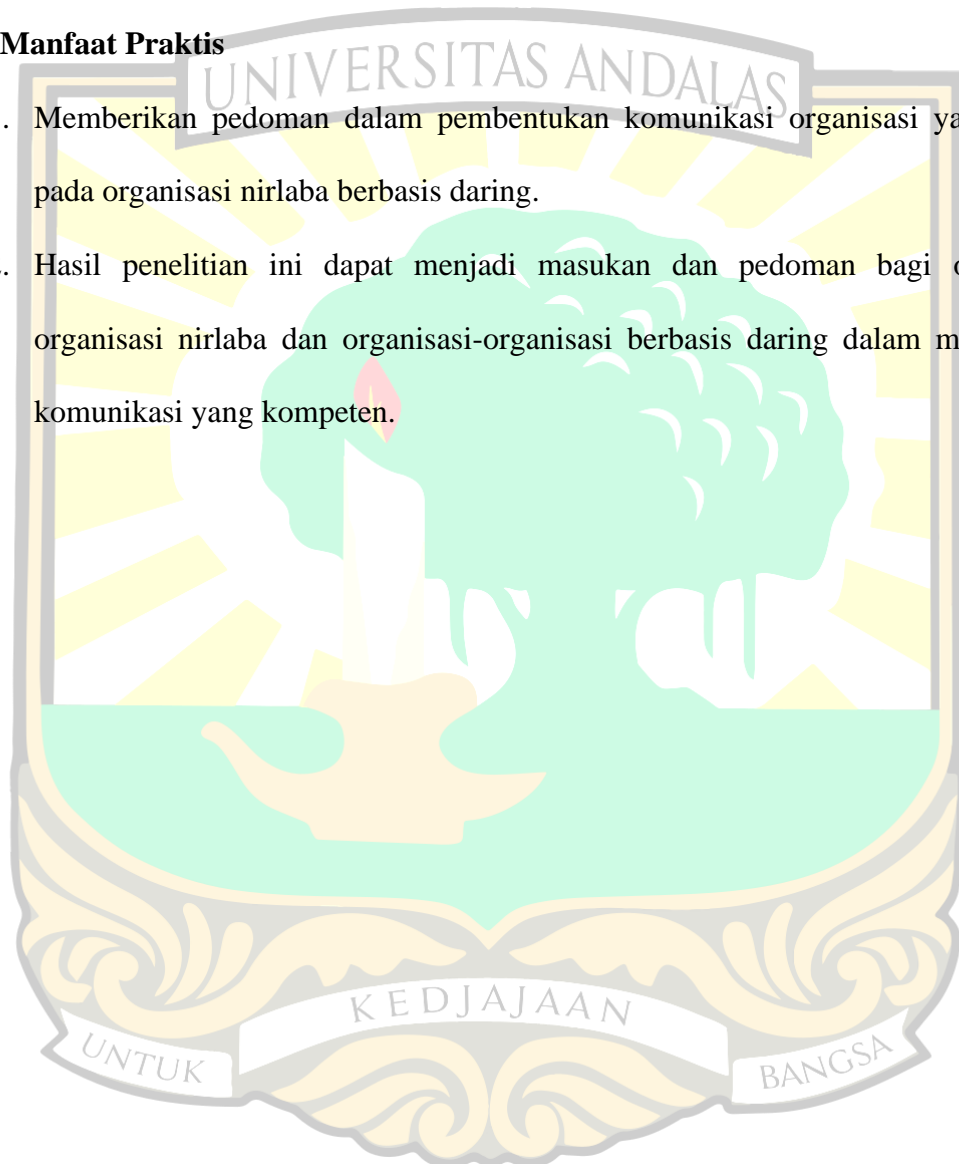 Manfaat Praktis
UNIVERSITAS ANDALAS
. Memberikan pedoman dalam pembentukan komunikasi organisasi ya
pada organisasi nirlaba berbasis daring.
. Hasil penelitian ini dapat menjadi masukan dan pedoman bagi o
organisasi nirlaba dan organisasi-organisasi berbasis daring dalam m
komunikasi yang kompeten.
KEDJAJAAN
UNTUK BANGSA